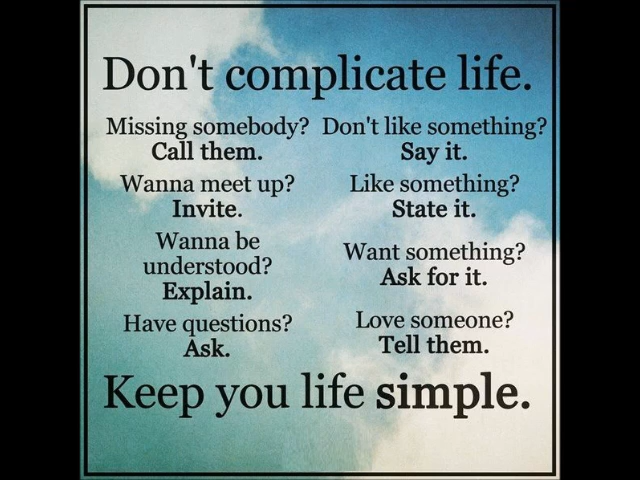 Don't complicate life.
Missing somebody?
Call them.
Wanna meet up?
Invite.
Wanna be
understood?
Explain.
Have questions?
Ask.
Don't like something?
Say it.
Like something?
State it.
Want something?
Ask for it.
Love someone?
Tell them.
Keep you life simple.